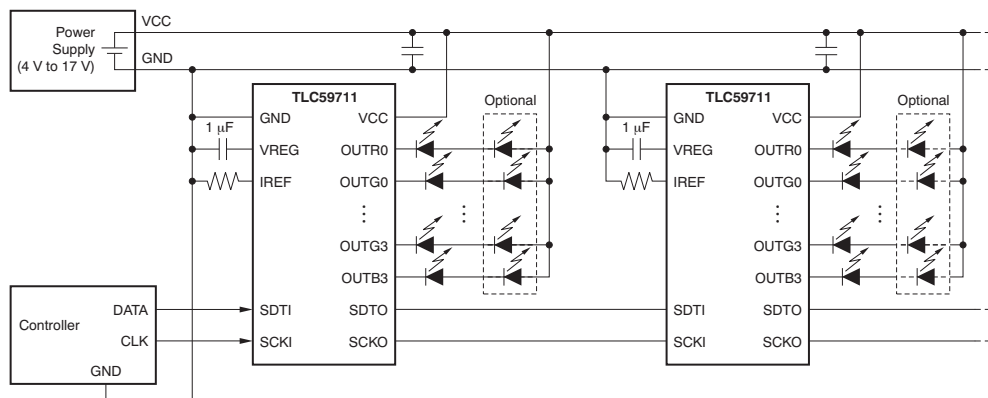 Power
Supply
(4 V to 17 V)
VCC
GND
TLC59711
GND
VREG
IREF
SDTI
SCKI
VCC
OUTR0
OUTG0
OUTG3
OUTB3
SDTO
SCKO
1 μF
Optional
TLC59711
GND
VREG
IREF
SDTI
SCKI
VCC
OUTR0
OUTG0
OUTG3
OUTB3
SDTO
SCKO
1 μF
Optional
Controller
DATA
CLK
GND